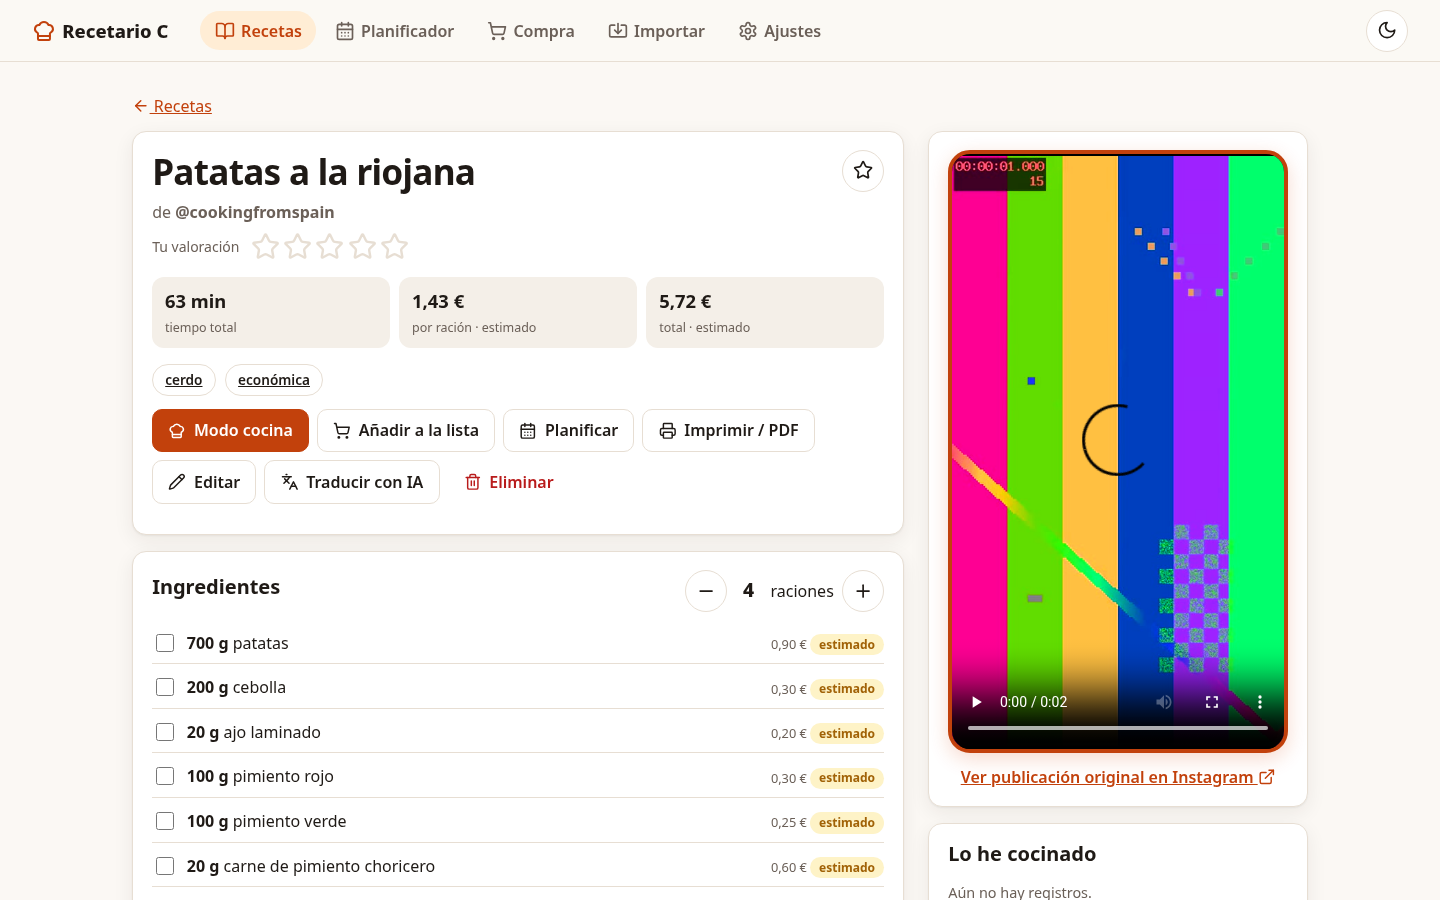 Recetario C
Recetas
Planificador
Compra
Importar
Ajustes
Recetas
Patatas a la riojana
de @cookingfromspain
Tu valoración
63 min
tiempo total
1,43 €
por ración · estimado
5,72 €
total · estimado
cerdo
económica
Modo cocina
Añadir a la lista
Planificar
Imprimir / PDF
Editar
Traducir con IA
Eliminar
Ingredientes
4 raciones
700 g patatas 0,90 € estimado
200 g cebolla 0,30 € estimado
20 g ajo laminado 0,20 € estimado
100 g pimiento rojo 0,30 € estimado
100 g pimiento verde 0,25 € estimado
20 g carne de pimiento choricero 0,60 € estimado
00:00:01.000
15
0:00 / 0:02
Ver publicación original en Instagram
Lo he cocinado
Aún no hay registros.